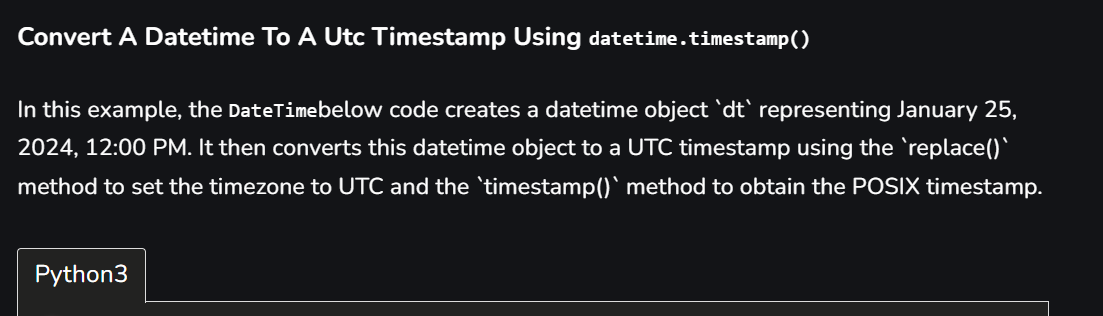 Convert A Datetime To A Utc Timestamp Using datetime.timestamp()
In this example, the DateTimebelow code creates a datetime object `dt` representing January 25,
2024, 12:00 PM. It then converts this datetime object to a UTC timestamp using the `replace()`
method to set the timezone to UTC and the `timestamp()` method to obtain the POSIX timestamp.
Python3